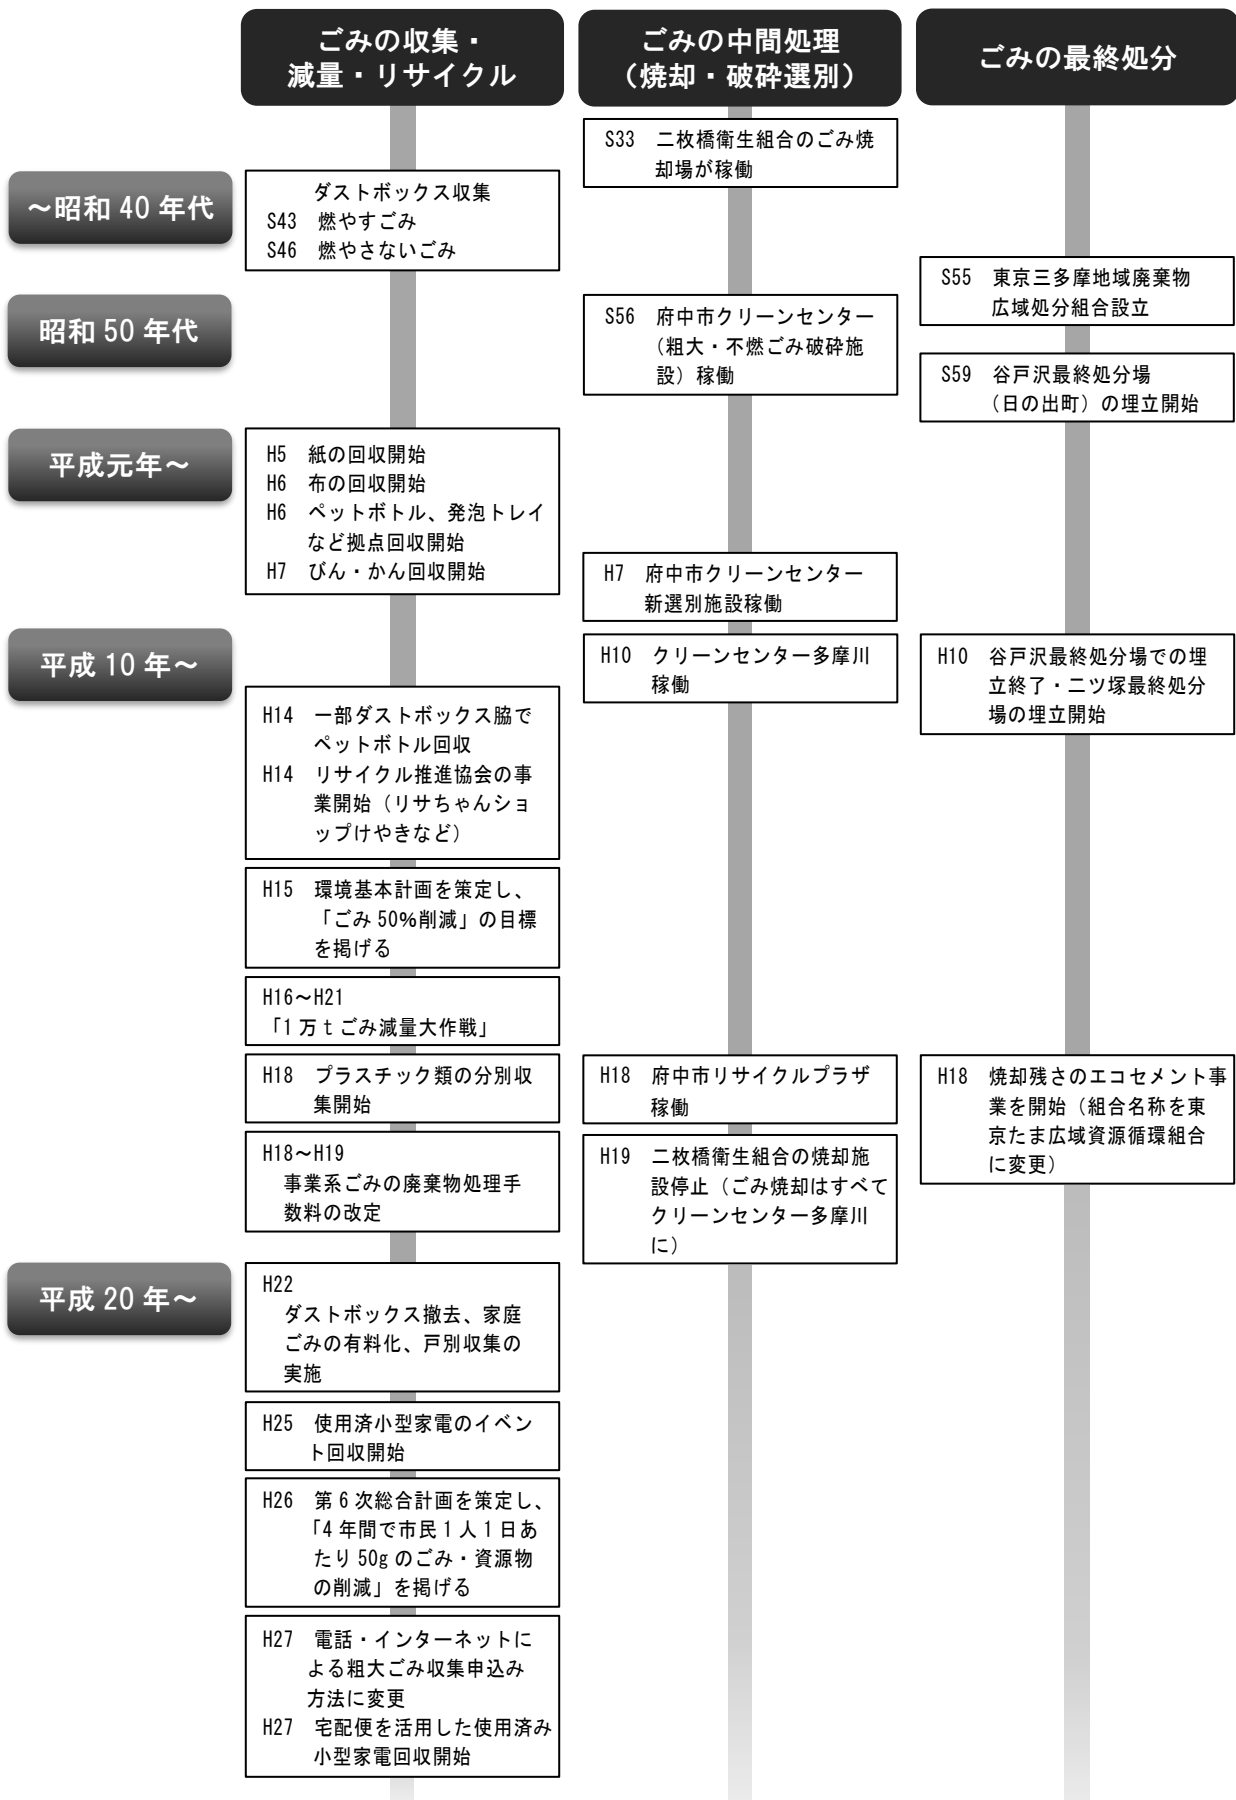 ごみの収集・
減量・リサイクル
ごみの中間処理
（焼却・破砕選別）
ごみの最終処分
～昭和 40 年代
S33 二枚橋衛生組合のごみ焼
却場が稼働
ダストボックス収集
S43 燃やすごみ
S46 燃やさないごみ
昭和 50 年代
S55 東京三多摩地域廃棄物
広域処分組合設立
S56 府中市クリーンセンター
（粗大・不燃ごみ破砕施
設）稼働
S59 谷戸沢最終処分場
（日の出町）の埋立開始
平成元年～
H5 紙の回収開始
H6 布の回収開始
H6 ペットボトル、発泡トレイ
など拠点回収開始
H7 びん・かん回収開始
H7 府中市クリーンセンター
新選別施設稼働
平成 10 年～
H10 クリーンセンター多摩川
稼働
H10 谷戸沢最終処分場での埋
立終了・二ツ塚最終処分
場の埋立開始
H14 一部ダストボックス脇で
ペットボトル回収
H14 リサイクル推進協会の事
業開始（リサちゃんショ
ップけやきなど）
H15 環境基本計画を策定し、
「ごみ 50%削減」の目標
を掲げる
H16～H21
「1 万ｔごみ減量大作戦」
H18 プラスチック類の分別収
集開始
H18 府中市リサイクルプラザ
稼働
H18 焼却残さのエコセメント事
業を開始（組合名称を東
京たま広域資源循環組合
に変更）
H18～H19
事業系ごみの廃棄物処理手
数料の改定
H19 二枚橋衛生組合の焼却施
設停止（ごみ焼却はすべて
クリーンセンター多摩川
に）
平成 20 年～
H22
ダストボックス撤去、家庭
ごみの有料化、戸別収集の
実施
H25 使用済小型家電のイベン
ト回収開始
H26 第 6 次総合計画を策定し、
「4 年間で市民 1 人 1 日あ
たり 50g のごみ・資源物
の削減」を掲げる
H27 電話・インターネットに
よる粗大ごみ収集申込み
方法に変更
H27 宅配便を活用した使用済み
小型家電回収開始